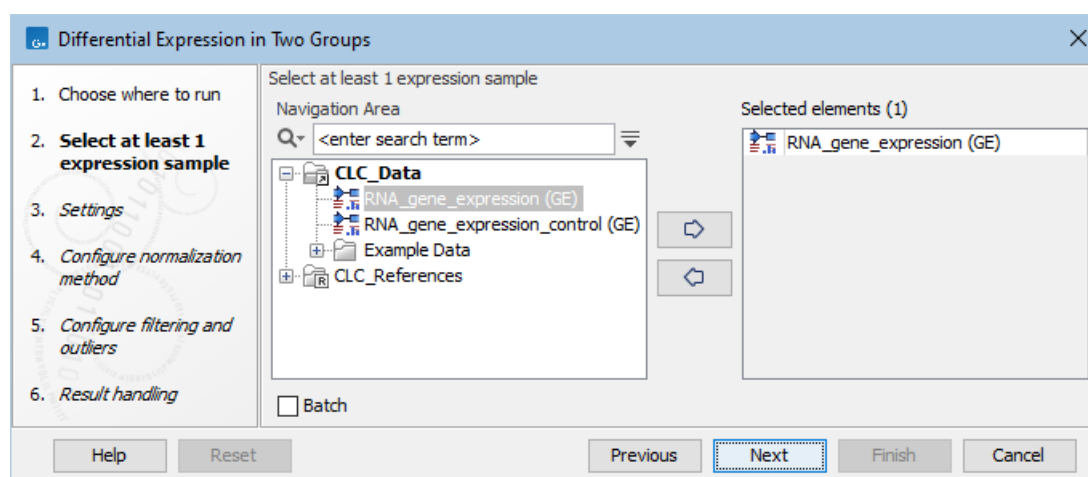 Differential Expression in Two Groups
1. Choose where to run
2. Select at least 1
expression sample
3. Settings
4. Configure normalization
method
5. Configure filtering and
outliers
6. Result handling
Select at least 1 expression sample
Navigation Area
<enter search term>
CLC_Data
RNA_gene_expression (GE)
RNA_gene_expression_control (GE)
Example Data
CLC_References
Batch
Selected elements (1)
RNA_gene_expression (GE)
Help
Reset
Previous
Next
Finish
Cancel